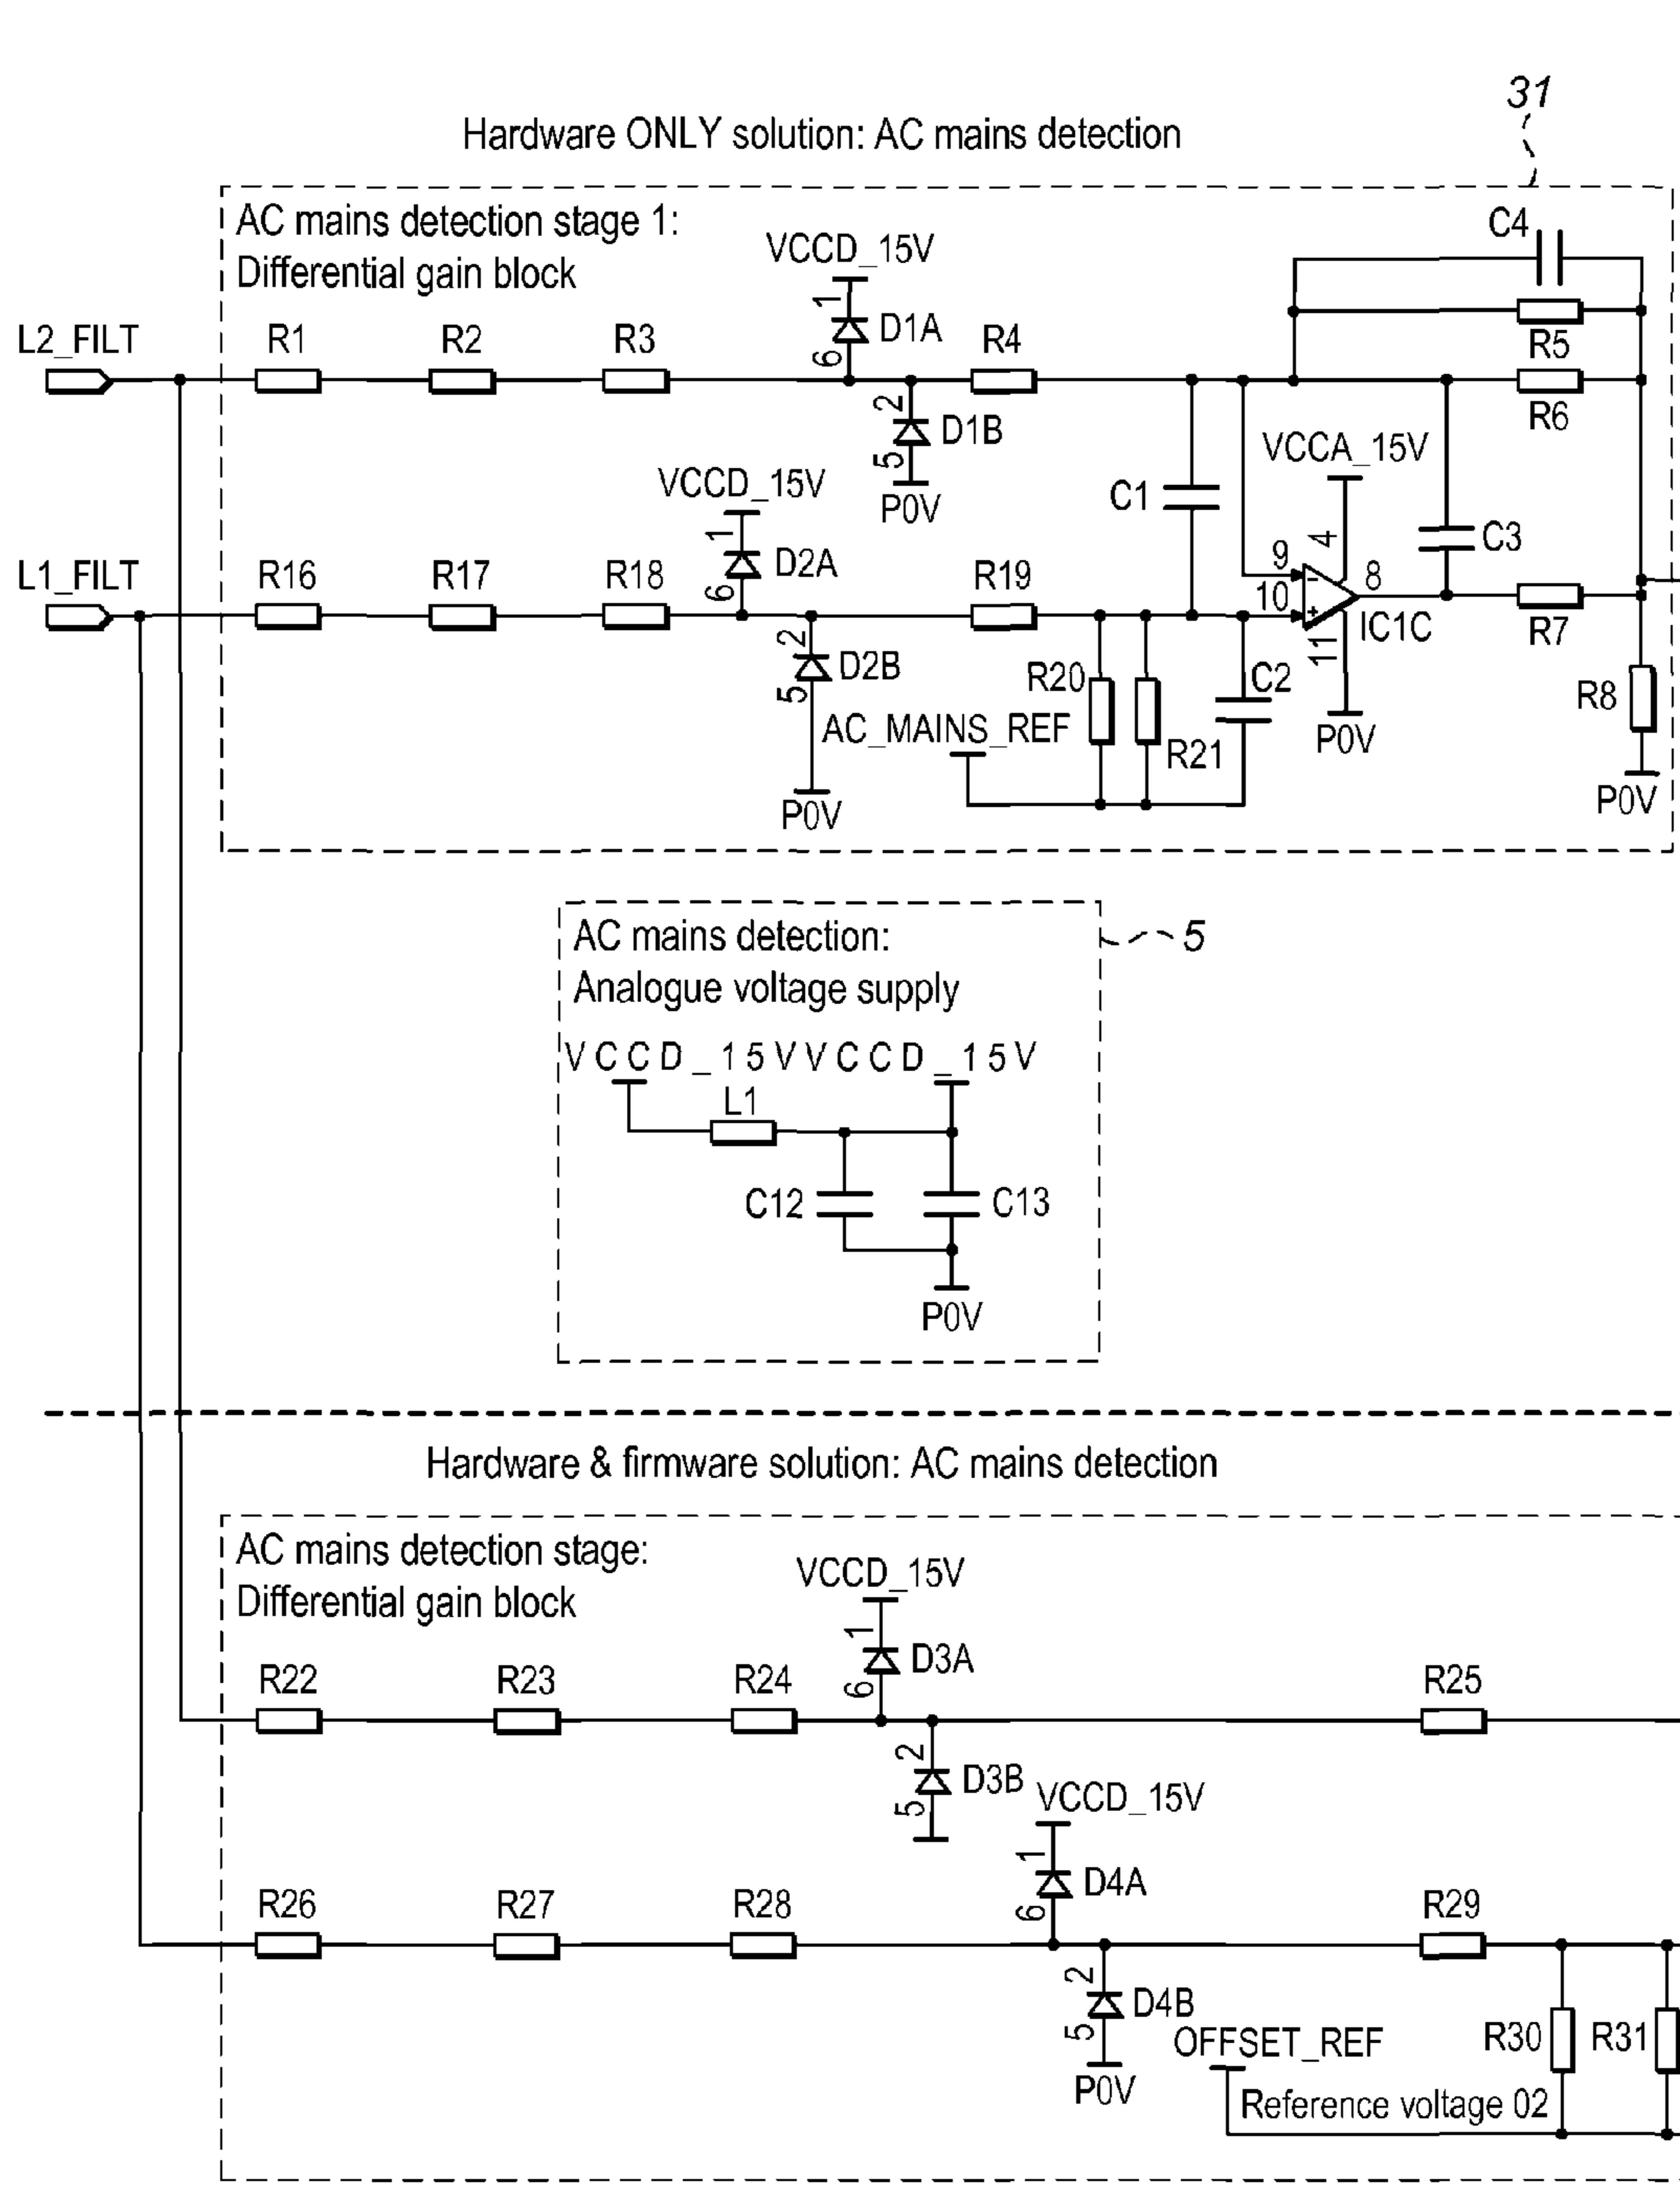 31
Hardware ONLY solution: AC mains detection
AC mains detection stage 1:
Differential gain block
C4
VCCD_15V
1
6
D1A
L2_FILT
R1
R2
R3
R4
R5
R6
2
5
D1B
P0V
VCCA_15V
VCCD_15V
1
6
D2A
C1
4
C3
9
10
8
IC1C
11
P0V
L1_FILT
R16
R17
R18
R19
R7
2
5
D2B
P0V
R20
R21
C2
AC_MAINS_REF
R8
P0V
AC mains detection:
Analogue voltage supply
5
VCCD_15VVCCD_15V
L1
C12
C13
P0V
Hardware & firmware solution: AC mains detection
AC mains detection stage:
Differential gain block
VCCD_15V
1
6
D3A
R22
R23
R24
R25
2
5
D3B
VCCD_15V
1
6
D4A
R26
R27
R28
R29
2
5
D4B
P0V
OFFSET_REF
R30
R31
Reference voltage 02